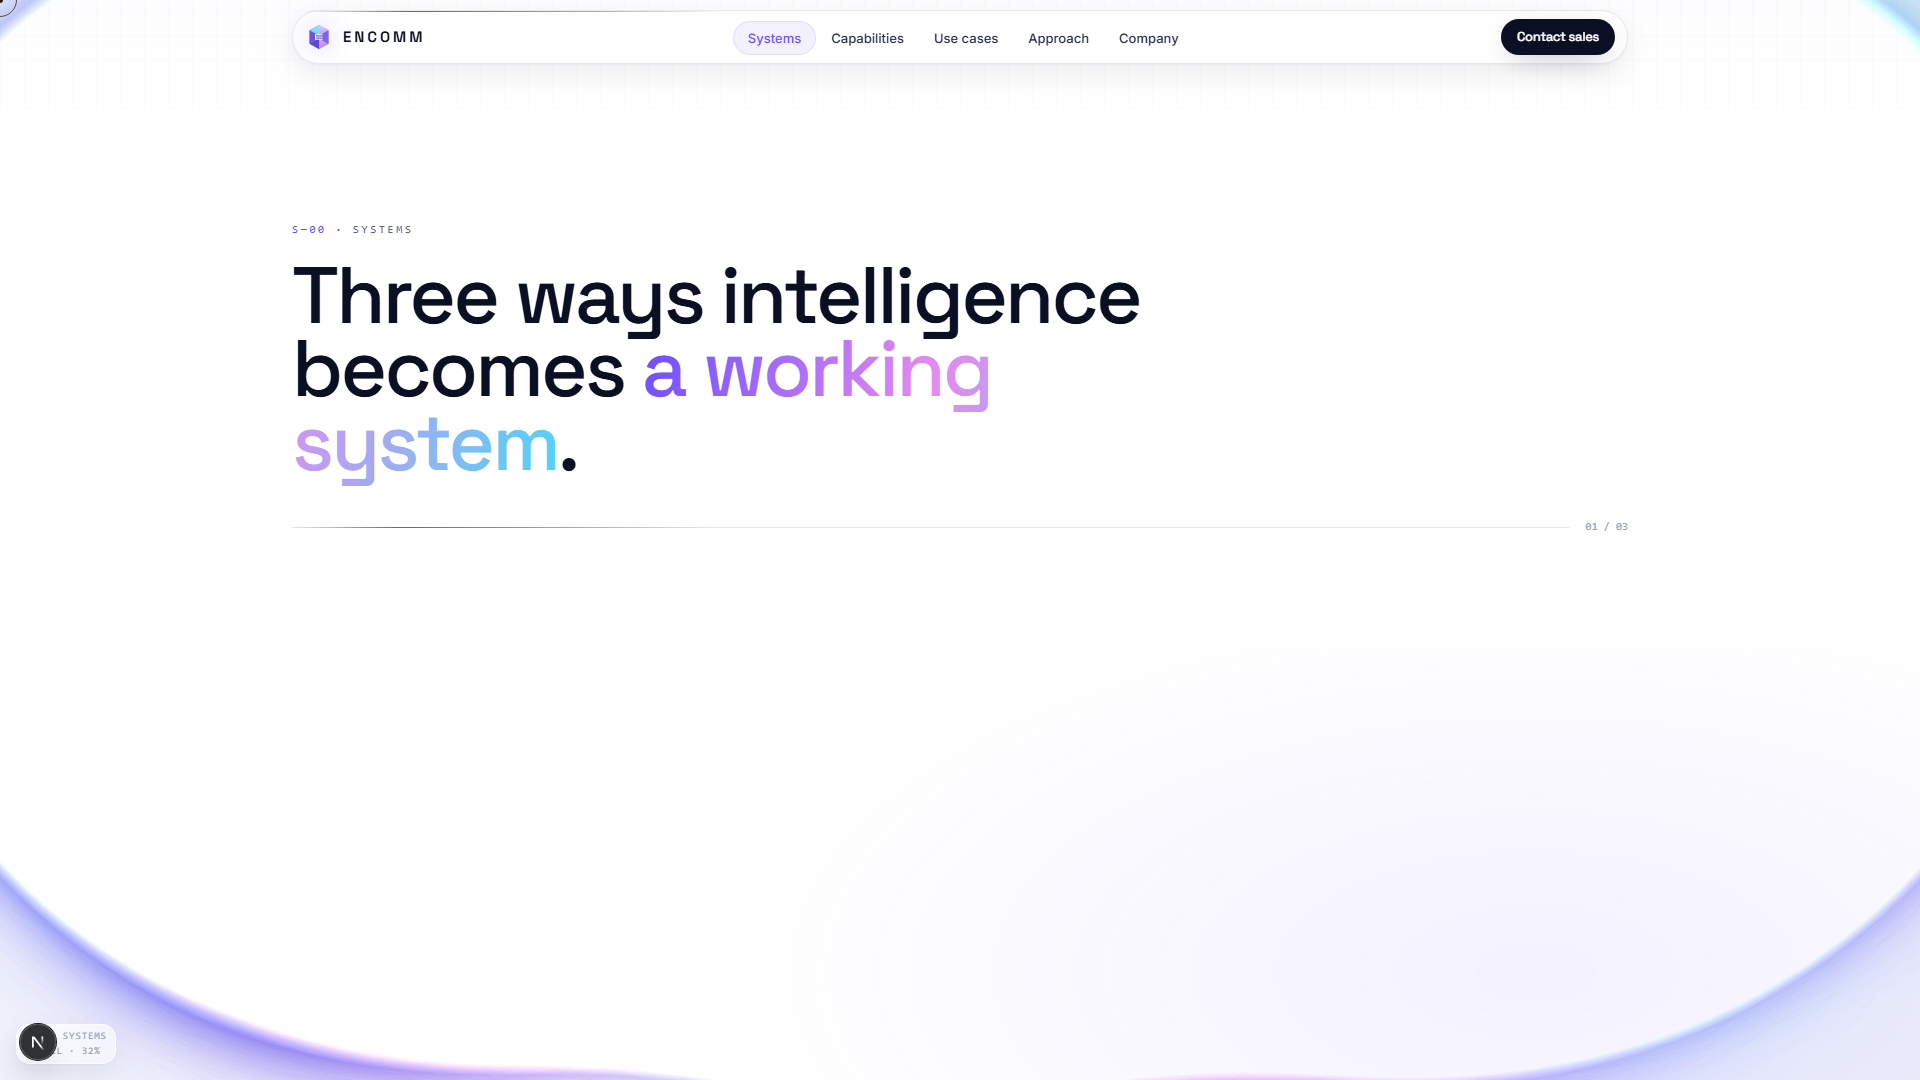 ENCOMM
Systems
Capabilities
Use cases
Approach
Company
Contact sales
S—00 · SYSTEMS
Three ways intelligence
becomes a working
system.
01 / 03
SYSTEMS
· 32%